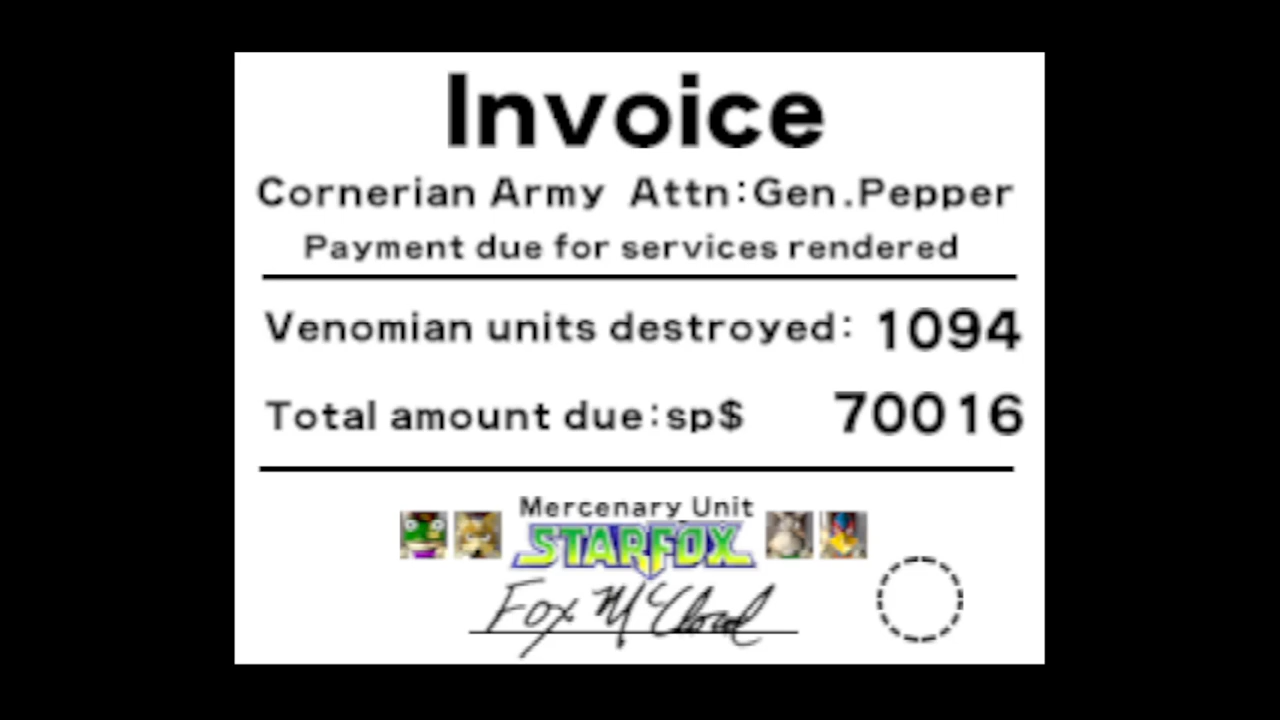 Invoice
Cornerian Army Attn:Gen.Pepper
Payment due for services rendered
Venomian units destroyed: 1094
Total amount due:sp$ 70016
Mercenary Unit
STARFOX
Fox McCloud